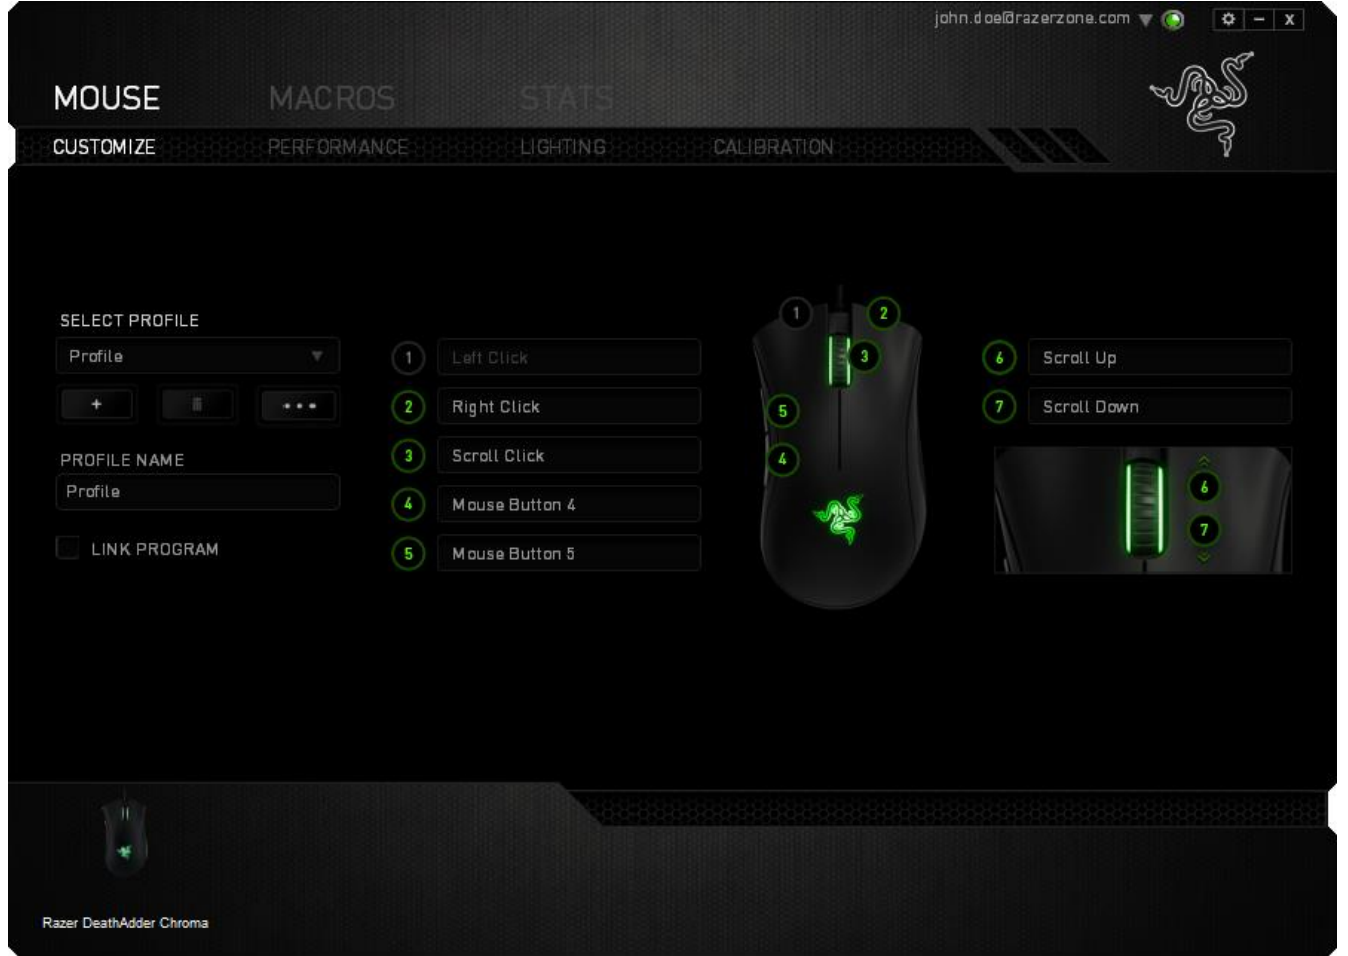 john.doe@razerzone.com
X
MOUSE MACROS STATS
CUSTOMIZE PERFORMANCE LIGHTING CALIBRATION
SELECT PROFILE
Profile
PROFILE NAME
Profile
LINK PROGRAM
1 Left Click
2 Right Click
3 Scroll Click
4 Mouse Button 4
5 Mouse Button 5
1
2
3
5
4
6 Scroll Up
7 Scroll Down
6
7
Razer DeathAdder Chroma